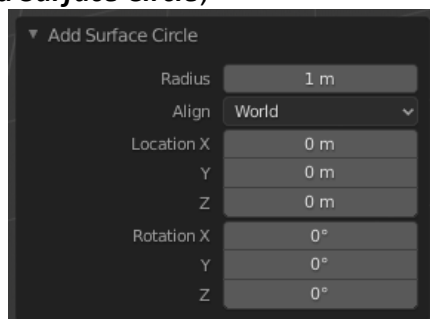 ▼ Add Surface Circle
Radius 1 m
Align World
Location X 0 m
Y 0 m
Z 0 m
Rotation X 0°
Y 0°
Z 0°